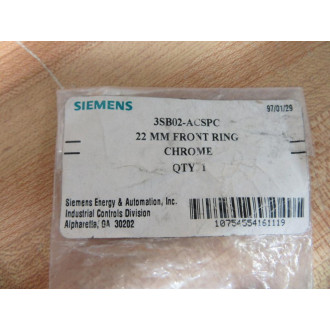 SIEMENS
97/01/29
3SB02-ACSPC
22 MM FRONT RING
CHROME
QTY 1
Siemens Energy & Automation, Inc.
Industrial Controls Division
Alpharetta, GA 30202
10754554161119